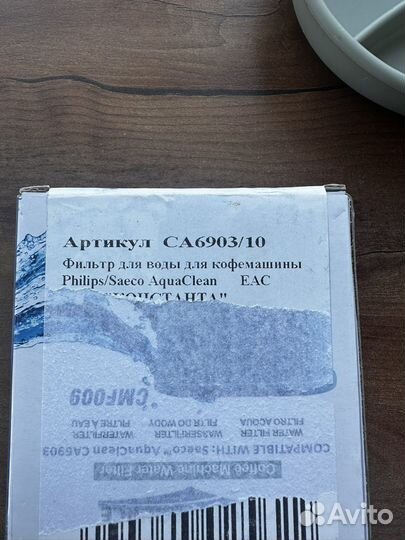 Артикул CA6903/10
Фильтр для воды для кофемашины
Philips/Saeco AquaClean EAC
"КОНСТАНТА"
Coffee Machine Water Filter
COMPATIBLE WITH: Saeco™ AquaClean CA6903
WATER FILTER WASSERFILTER WATERFILTER
FILTRO ACQUA FILTR DO WODY FILTRE À EAU
CMF009
Avito